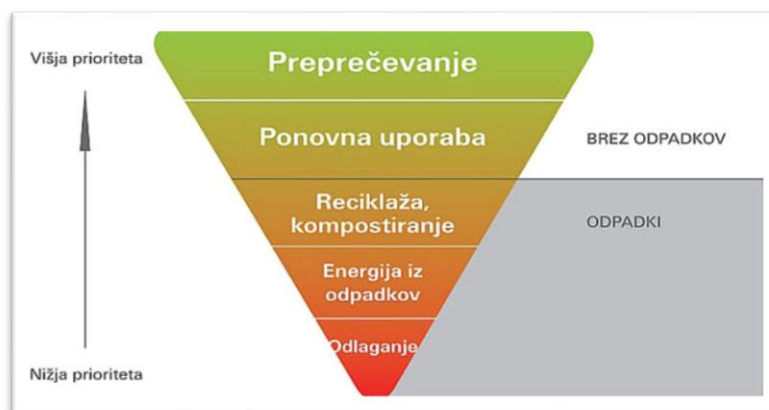 Višja prioriteta
Preprečevanje
Ponovna uporaba
BREZ ODPADKOV
Reciklaža,
kompostiranje
ODPADKI
Energija iz
odpadkov
Odlaganje
Nižja prioriteta